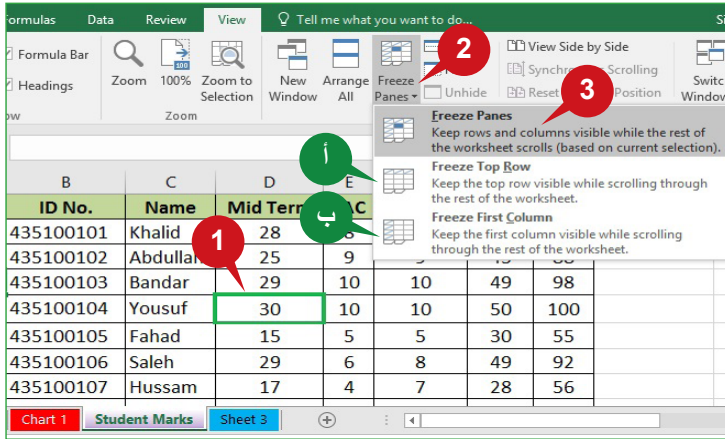 ormulas Data Review View Tell me what you want to do... Si
Formula Bar
Headings
ow
Zoom 100% Zoom to Selection
Zoom
New Window Arrange All Freeze Panes
2
Unhide
View Side by Side
Scrolling
Reset Position
3
Switc
Window
Freeze Panes
Keep rows and columns visible while the rest of
the worksheet scrolls (based on current selection).
Freeze Top Row
Keep the top row visible while scrolling through
the rest of the worksheet.
Freeze First Column
Keep the first column visible while scrolling
through the rest of the worksheet.
أ
ب
1
B C D E
ID No. Name Mid Term AC
435100101 Khalid 28
435100102 Abdullah 25 9
435100103 Bandar 29 10 10 49 98
435100104 Yousuf 30 10 10 50 100
435100105 Fahad 15 5 5 30 55
435100106 Saleh 29 6 8 49 92
435100107 Hussam 17 4 7 28 56
Chart 1 Student Marks Sheet 3